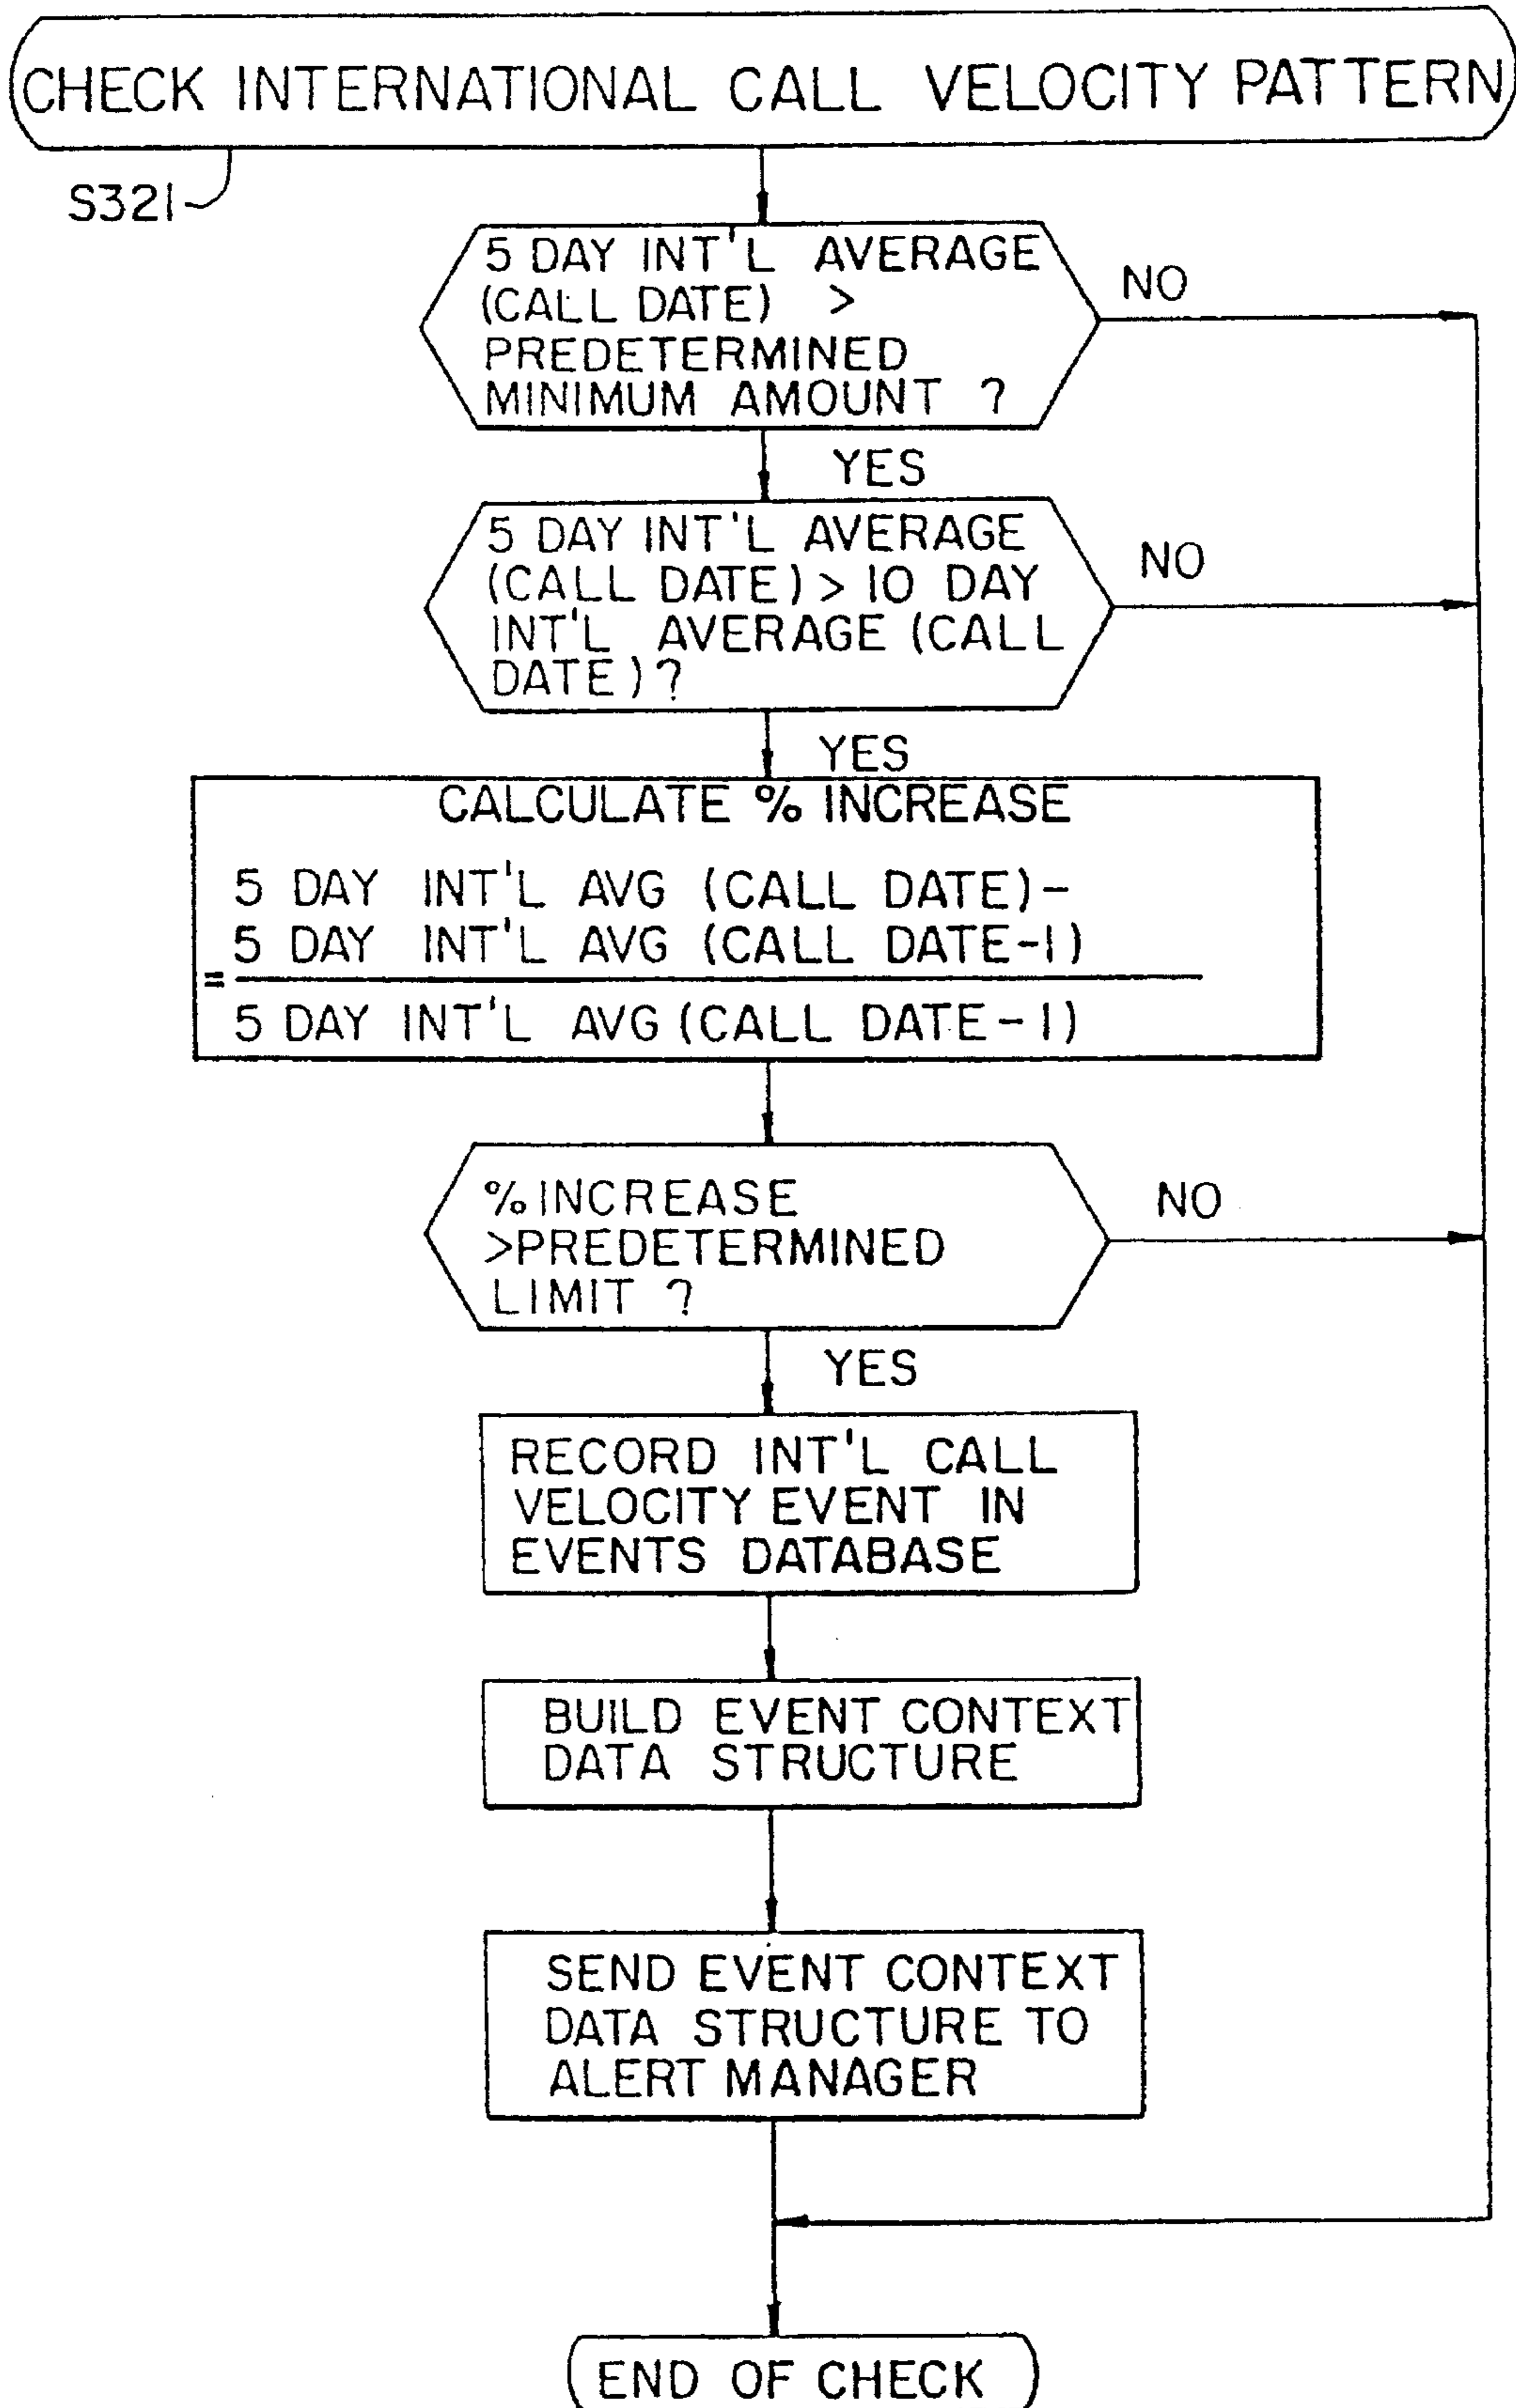 CHECK INTERNATIONAL CALL VELOCITY PATTERN
S321
5 DAY INT'L AVERAGE
(CALL DATE) >
PREDETERMINED
MINIMUM AMOUNT ?
NO
YES
5 DAY INT'L AVERAGE
(CALL DATE) > 10 DAY
INT'L AVERAGE (CALL
DATE)?
NO
YES
CALCULATE % INCREASE
5 DAY INT'L AVG (CALL DATE)-
5 DAY INT'L AVG (CALL DATE-1)
=
5 DAY INT'L AVG (CALL DATE-1)
% INCREASE
>PREDETERMINED
LIMIT ?
NO
YES
RECORD INT'L CALL
VELOCITY EVENT IN
EVENTS DATABASE
BUILD EVENT CONTEXT
DATA STRUCTURE
SEND EVENT CONTEXT
DATA STRUCTURE TO
ALERT MANAGER
END OF CHECK